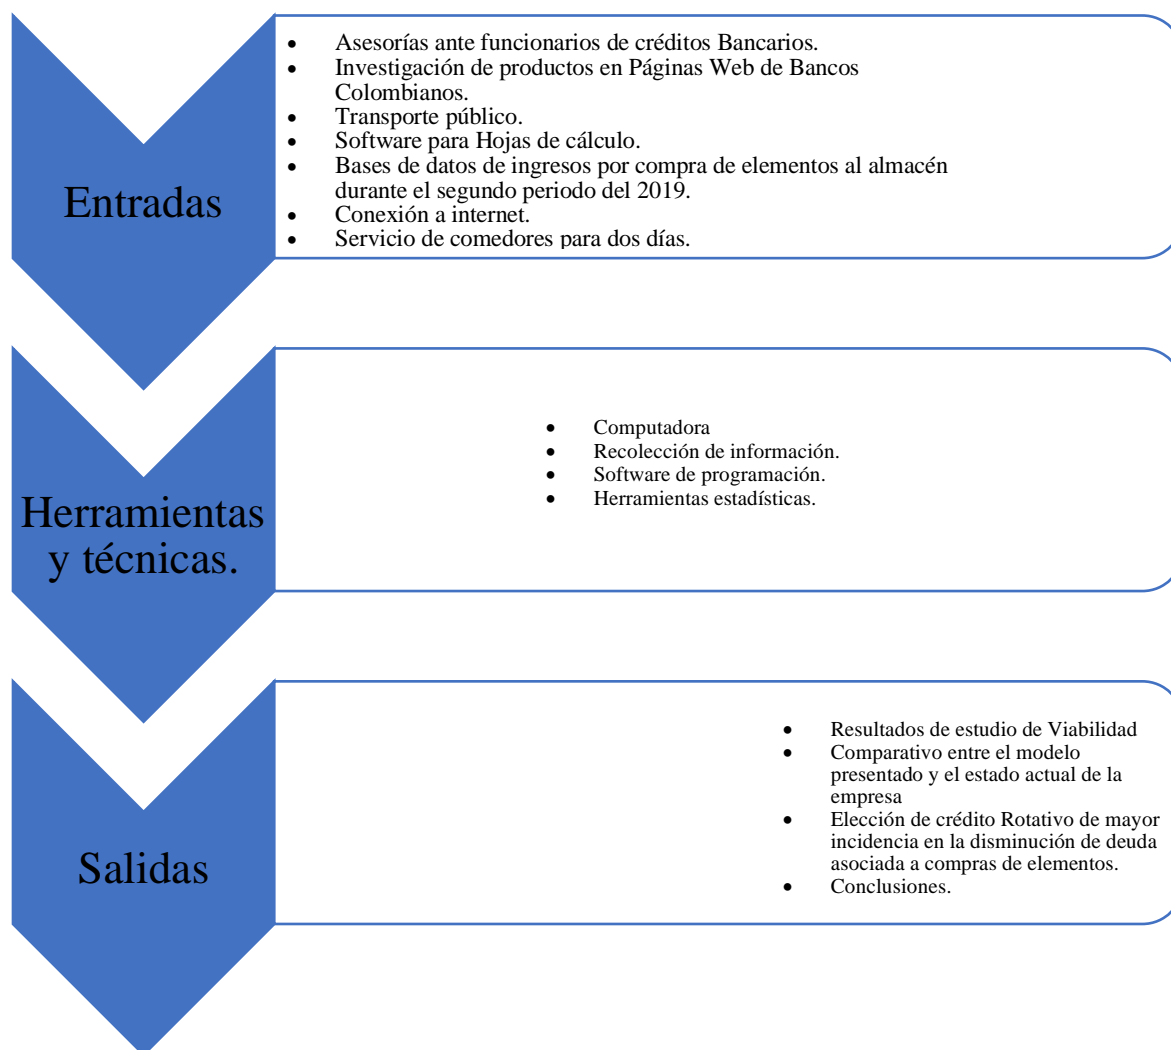 Entradas
• Asesorías ante funcionarios de créditos Bancarios.
• Investigación de productos en Páginas Web de Bancos
Colombianos.
• Transporte público.
• Software para Hojas de cálculo.
• Bases de datos de ingresos por compra de elementos al almacén
durante el segundo periodo del 2019.
• Conexión a internet.
• Servicio de comedores para dos días.
Herramientas
y técnicas.
• Computadora
• Recolección de información.
• Software de programación.
• Herramientas estadísticas.
Salidas
• Resultados de estudio de Viabilidad
• Comparativo entre el modelo
presentado y el estado actual de la
empresa
• Elección de crédito Rotativo de mayor
incidencia en la disminución de deuda
asociada a compras de elementos.
• Conclusiones.